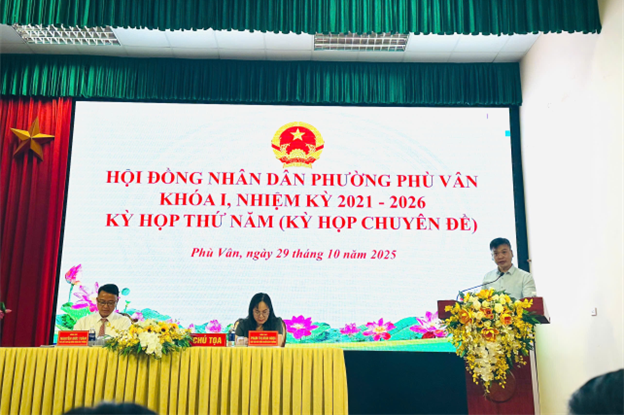 HỘI ĐỒNG NHÂN DÂN PHƯỜNG PHÙ VÂN
KHÓA I, NHIỆM KỲ 2021 - 2026
KỲ HỌP THỨ NĂM (KỲ HỌP CHUYÊN ĐỀ)
Phù Vân, ngày 29 tháng 10 năm 2025
CHỦ TỌA